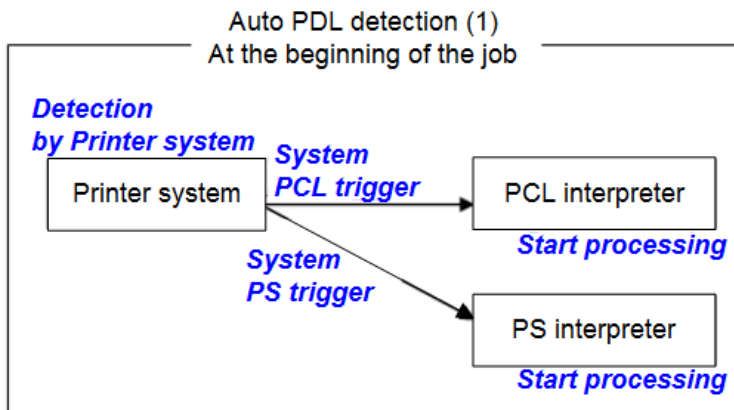 Auto PDL detection (1)
At the beginning of the job
Detection
by Printer system
Printer system
System
PCL trigger
PCL interpreter
Start processing
System
PS trigger
PS interpreter
Start processing